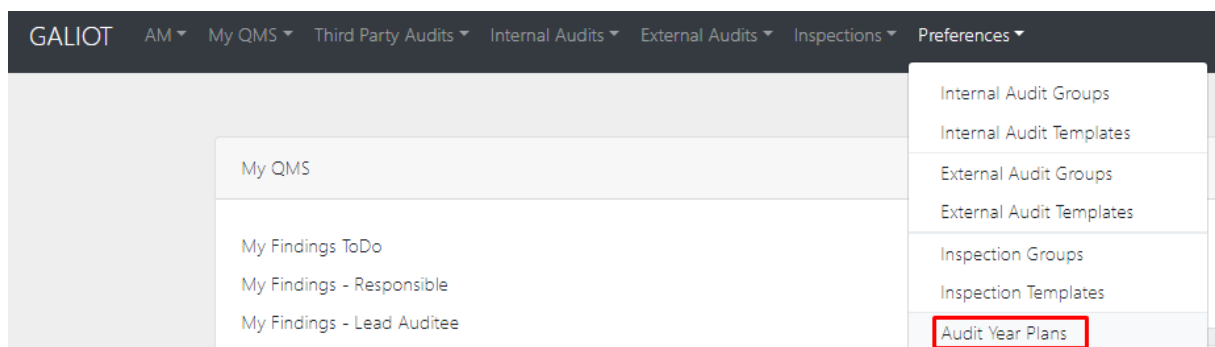 GALIOT AM My QMS Third Party Audits Internal Audits External Audits Inspections Preferences
Internal Audit Groups
Internal Audit Templates
External Audit Groups
External Audit Templates
Inspection Groups
Inspection Templates
Audit Year Plans
My QMS
My Findings ToDo
My Findings - Responsible
My Findings - Lead Auditee